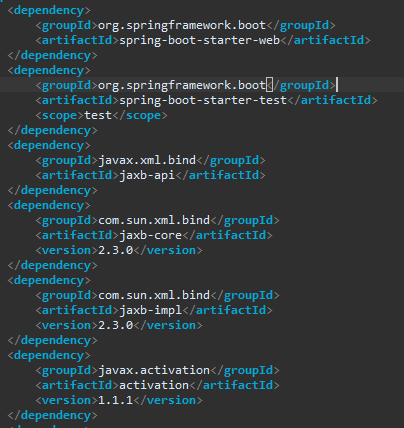 <dependency>
<groupId>org.springframework.boot</groupId>
<artifactId>spring-boot-starter-web</artifactId>
</dependency>
<dependency>
<groupId>org.springframework.boot</groupId>
<artifactId>spring-boot-starter-test</artifactId>
<scope>test</scope>
</dependency>
<dependency>
<groupId>javax.xml.bind</groupId>
<artifactId>jaxb-api</artifactId>
</dependency>
<dependency>
<groupId>com.sun.xml.bind</groupId>
<artifactId>jaxb-core</artifactId>
<version>2.3.0</version>
</dependency>
<dependency>
<groupId>com.sun.xml.bind</groupId>
<artifactId>jaxb-impl</artifactId>
<version>2.3.0</version>
</dependency>
<dependency>
<groupId>javax.activation</groupId>
<artifactId>activation</artifactId>
<version>1.1.1</version>
</dependency>